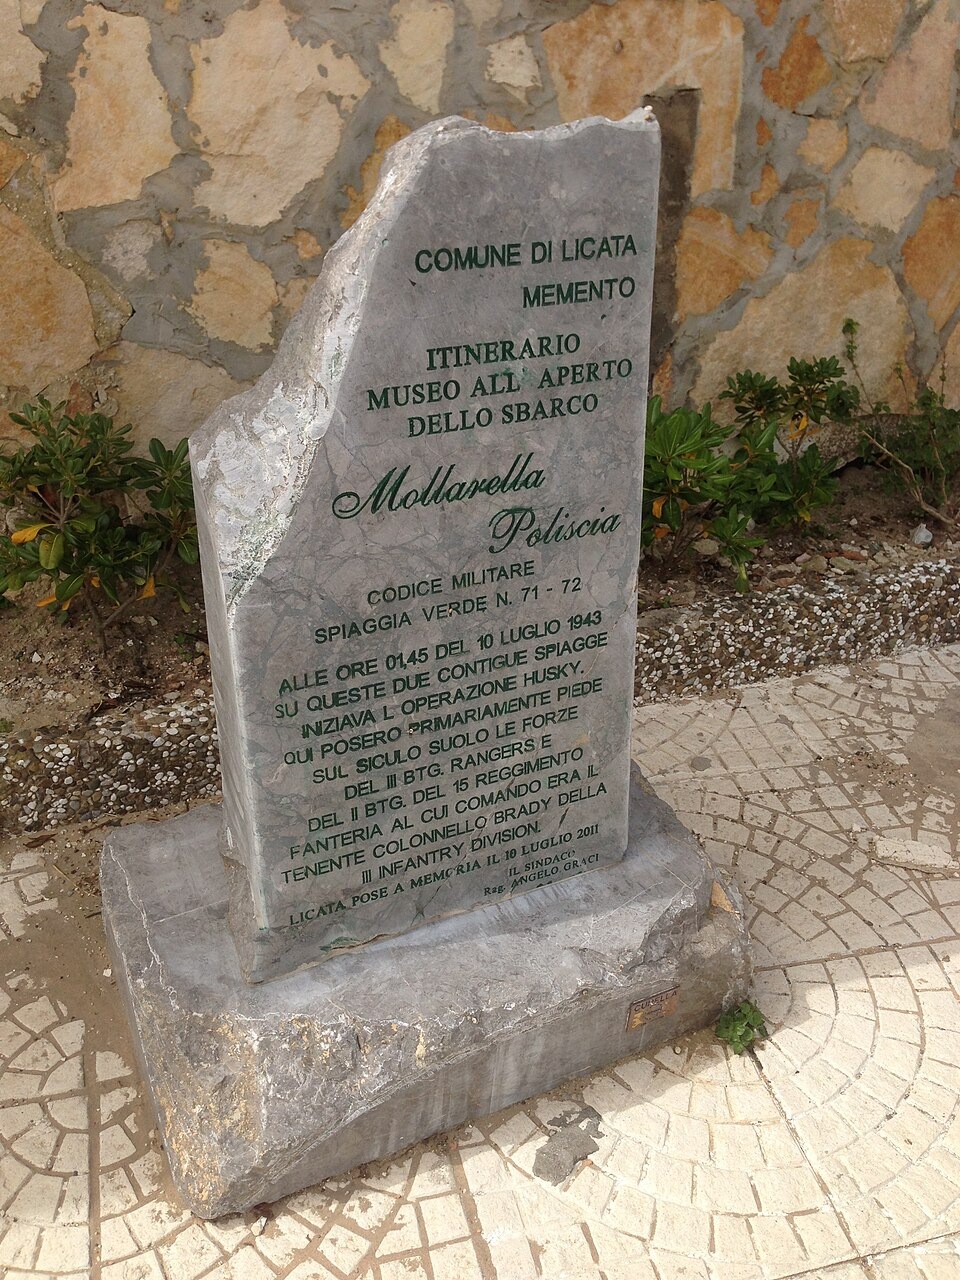 COMUNE DI LICATA
MEMENTO
ITINERARIO
MUSEO ALL' APERTO
DELLO SBARCO
Mollarella
Poliscia
CODICE MILITARE
SPIAGGIA VERDE N. 71 - 72
ALLE ORE 01,45 DEL 10 LUGLIO 1943
SU QUESTE DUE CONTIGUE SPIAGGE
INIZIAVA L'OPERAZIONE HUSKY.
QUI POSERO PRIMARIAMENTE PIEDE
SUL SICULO SUOLO LE FORZE
DEL III BTG. RANGERS E
DEL II BTG. DEL 15 REGGIMENTO
FANTERIA AL CUI COMANDO ERA IL
TENENTE COLONNELLO BRADY DELLA
III INFANTRY DIVISION.
LICATA POSE A MEMORIA IL 10 LUGLIO 2011
IL SINDACO
Rag. ANGELO GRACI